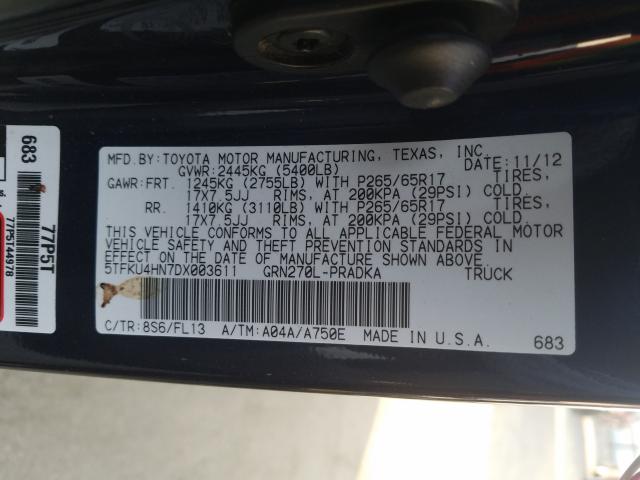 MFD.BY:TOYOTA MOTOR MANUFACTURING, TEXAS, INC.
GVWR:2445KG (5400LB) DATE:11/12
GAWR:FRT. 1245KG (2755LB) WITH P265/65R17 TIRES,
17X7.5JJ RIMS, AT 200KPA (29PSI) COLD.
RR. 1410KG (3110LB) WITH P265/65R17 TIRES,
17X7.5JJ RIMS, AT 200KPA (29PSI) COLD.
THIS VEHICLE CONFORMS TO ALL APPLICABLE FEDERAL MOTOR
VEHICLE SAFETY AND THEFT PREVENTION STANDARDS IN
EFFECT ON THE DATE OF MANUFACTURE SHOWN ABOVE.
5TFKU4HN7DX003611 GRN270L-PRADKA TRUCK
C/TR:8S6/FL13 A/TM:A04A/A750E MADE IN U.S.A.
683
683
77P5T
77P5T44978